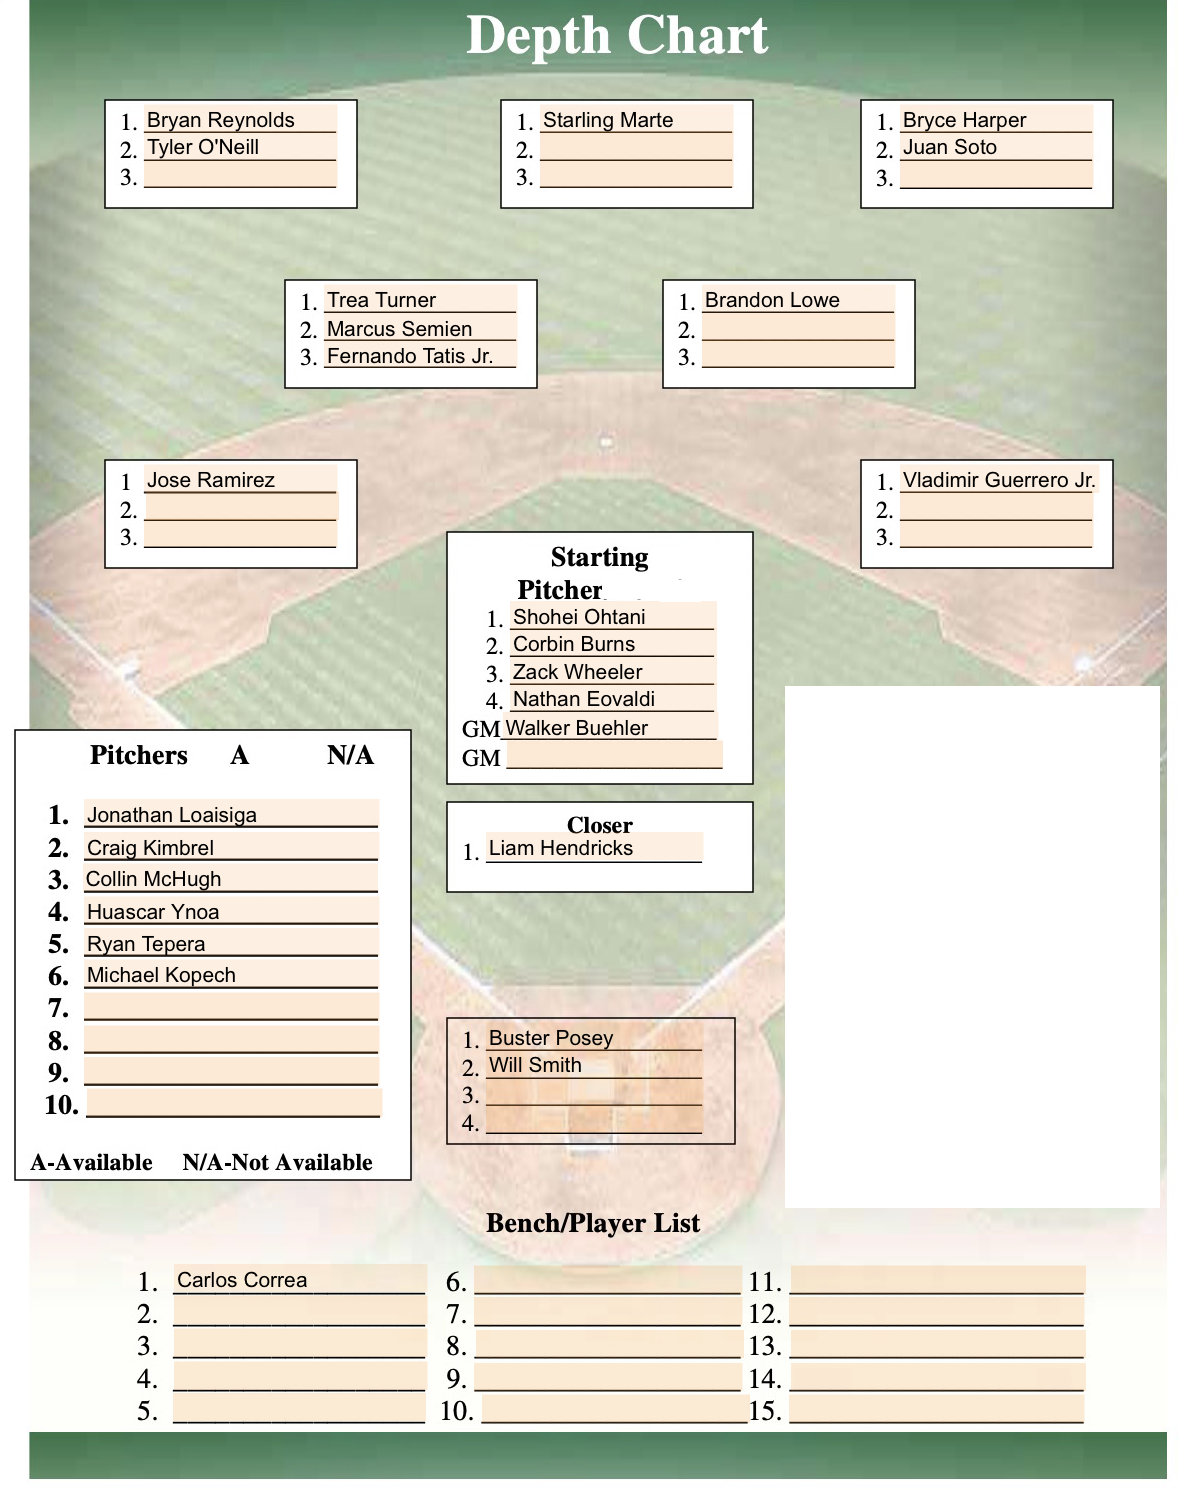 Depth Chart
1. Bryan Reynolds
2. Tyler O'Neill
3.
1. Starling Marte
2.
3.
1. Bryce Harper
2. Juan Soto
3.
1. Trea Turner
2. Marcus Semien
3. Fernando Tatis Jr.
1. Brandon Lowe
2.
3.
1 Jose Ramirez
2.
3.
1. Vladimir Guerrero Jr.
2.
3.
Starting
Pitcher
1. Shohei Ohtani
2. Corbin Burns
3. Zack Wheeler
4. Nathan Eovaldi
GM Walker Buehler
GM
Pitchers A N/A
1. Jonathan Loaisiga
2. Craig Kimbrel
3. Collin McHugh
4. Huascar Ynoa
5. Ryan Tepera
6. Michael Kopech
7.
8.
9.
10.
A-Available N/A-Not Available
Closer
1. Liam Hendricks
1. Buster Posey
2. Will Smith
3.
4.
Bench/Player List
1. Carlos Correa
2.
3.
4.
5.
6.
7.
8.
9.
10.
11.
12.
13.
14.
15.